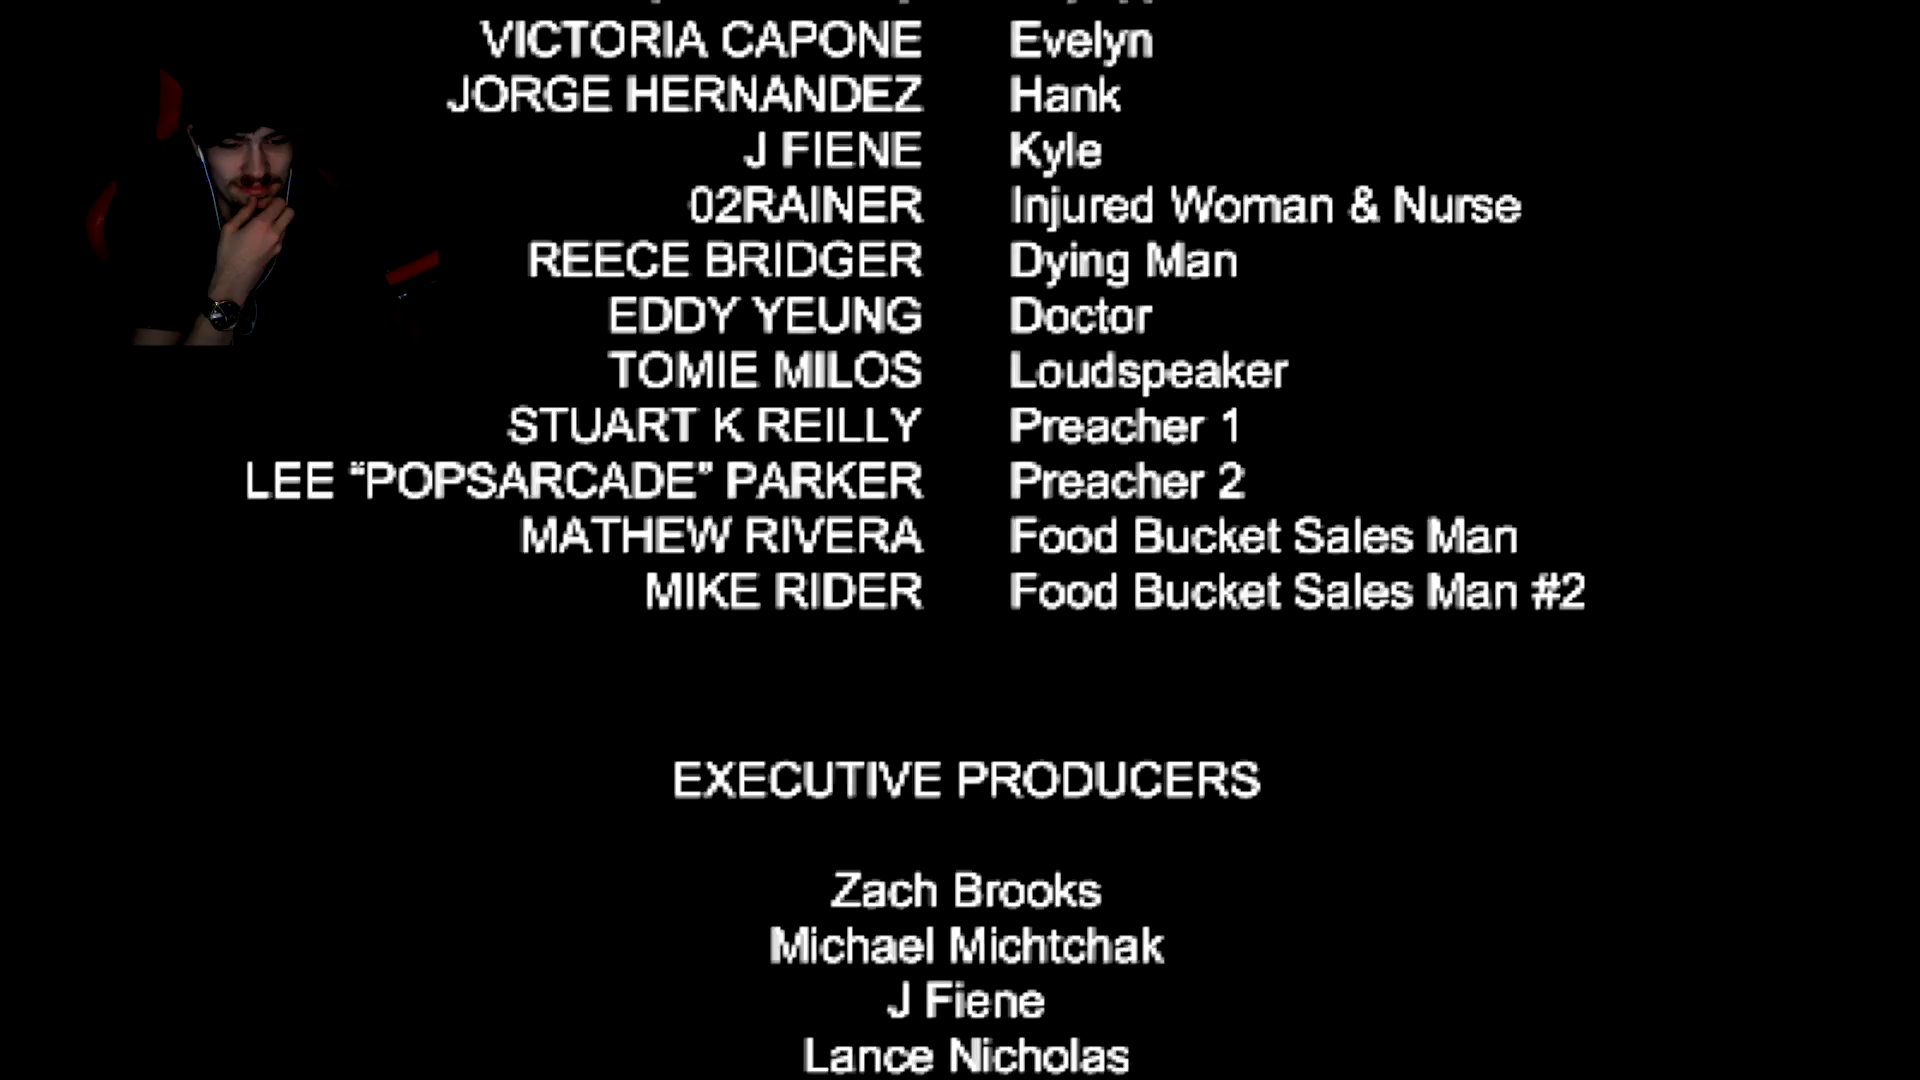 VICTORIA CAPONE Evelyn
JORGE HERNANDEZ Hank
J FIENE Kyle
02RAINER Injured Woman & Nurse
REECE BRIDGER Dying Man
EDDY YEUNG Doctor
TOMIE MILOS Loudspeaker
STUART K REILLY Preacher 1
LEE “POPSARCADE” PARKER Preacher 2
MATHEW RIVERA Food Bucket Sales Man
MIKE RIDER Food Bucket Sales Man #2
EXECUTIVE PRODUCERS
Zach Brooks
Michael Michtchak
J Fiene
Lance Nicholas